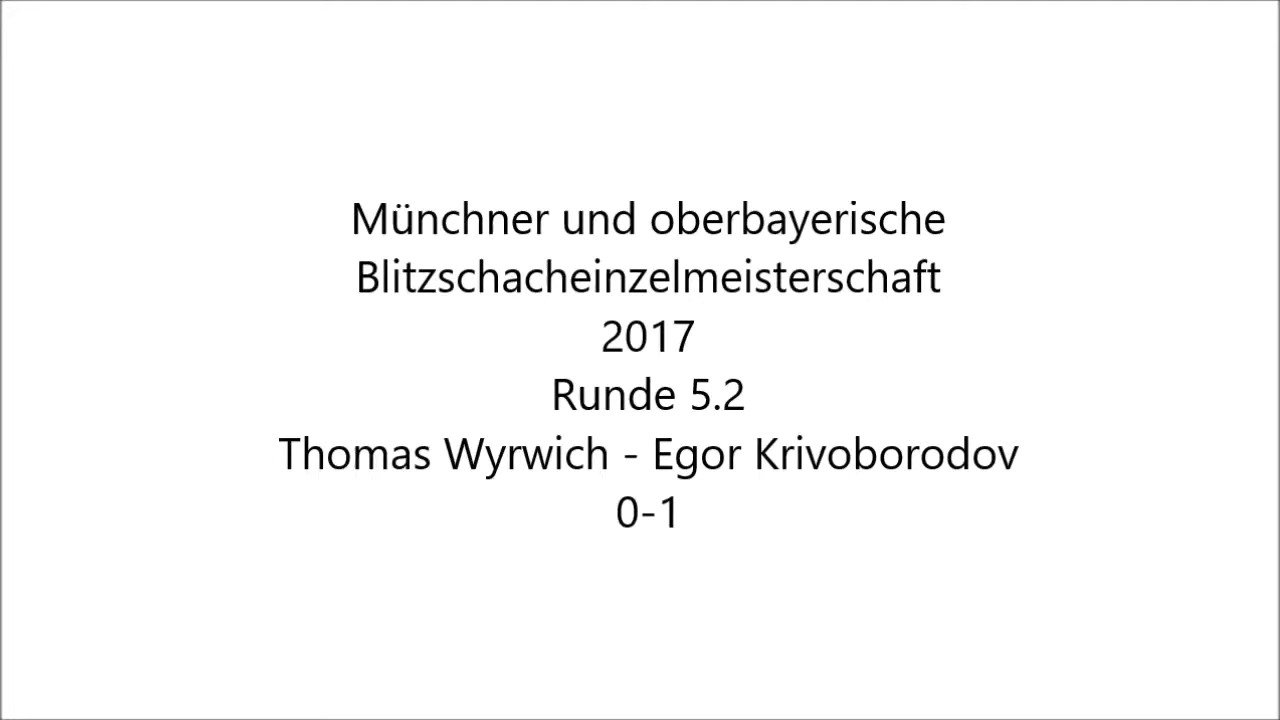 Münchner und oberbayerische
Blitzschacheinzelmeisterschaft
2017
Runde 5.2
Thomas Wyrwich - Egor Krivoborodov
0-1